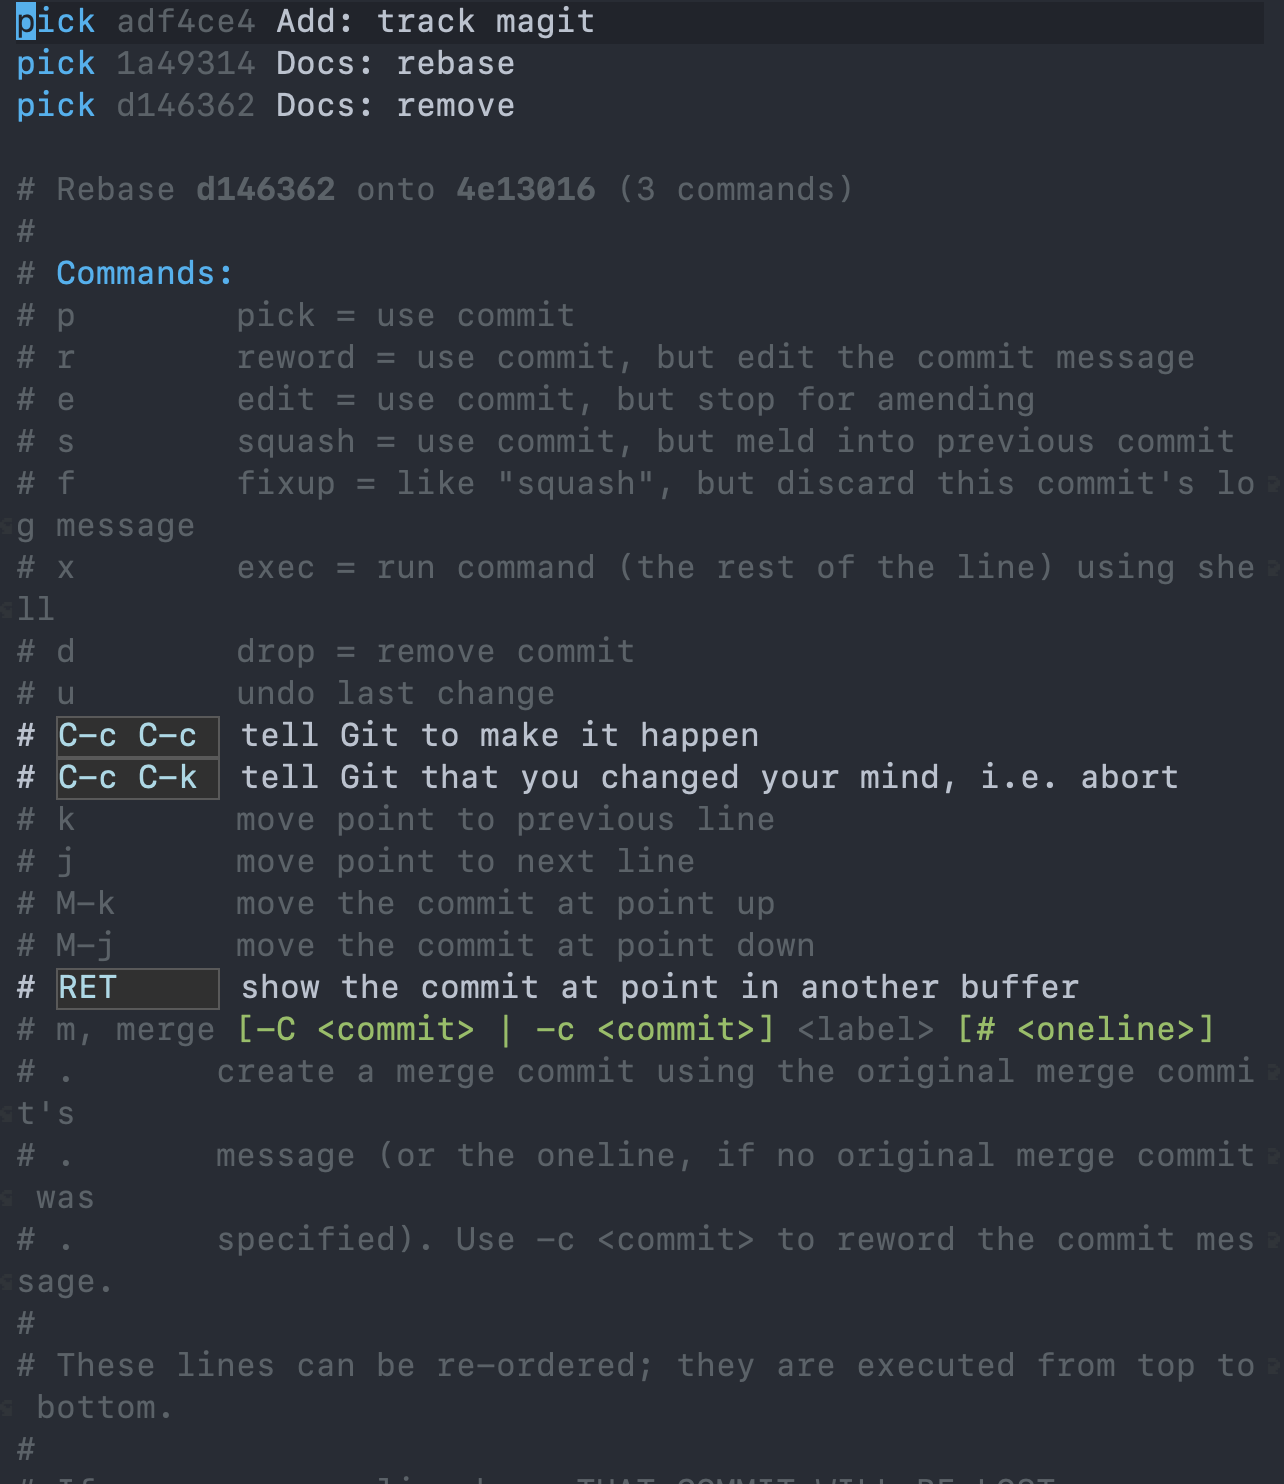 pick adf4ce4 Add: track magit
pick 1a49314 Docs: rebase
pick d146362 Docs: remove
# Rebase d146362 onto 4e13016 (3 commands)
#
# Commands:
# p        pick = use commit
# r        reword = use commit, but edit the commit message
# e        edit = use commit, but stop for amending
# s        squash = use commit, but meld into previous commit
# f        fixup = like "squash", but discard this commit's lo
g message
# x        exec = run command (the rest of the line) using she
ll
# d        drop = remove commit
# u        undo last change
# C-c C-c  tell Git to make it happen
# C-c C-k  tell Git that you changed your mind, i.e. abort
# k        move point to previous line
# j        move point to next line
# M-k      move the commit at point up
# M-j      move the commit at point down
# RET      show the commit at point in another buffer
# m, merge [-C <commit> | -c <commit>] <label> [# <oneline>]
# .       create a merge commit using the original merge commi
t's
# .       message (or the oneline, if no original merge commit
 was
# .       specified). Use -c <commit> to reword the commit mes
sage.
#
# These lines can be re-ordered; they are executed from top to
 bottom.
#